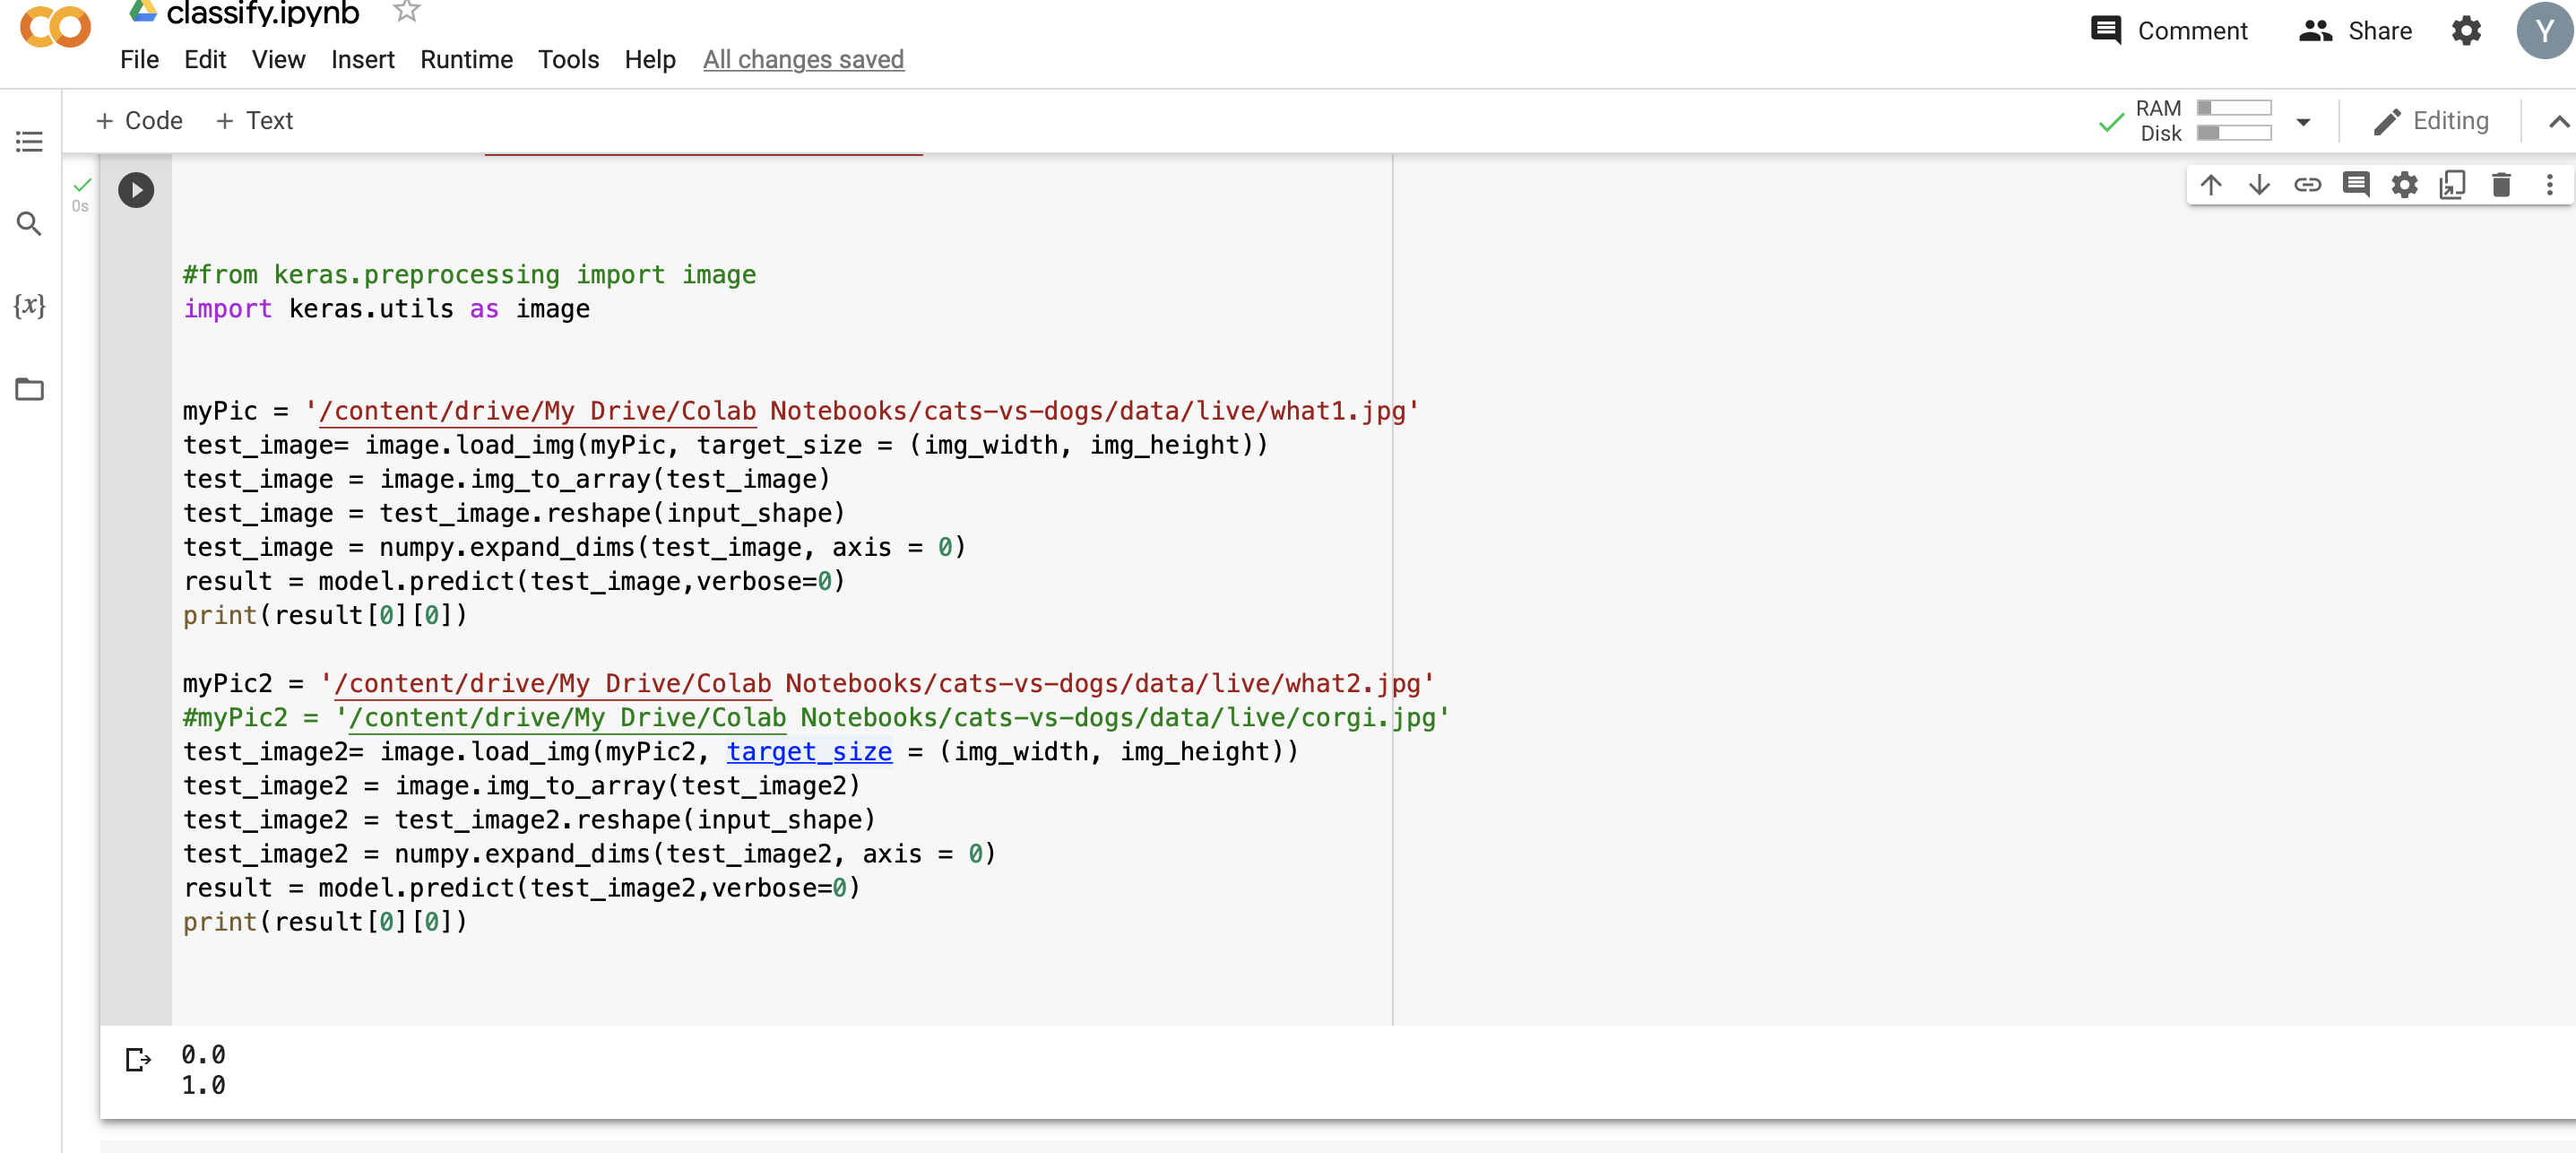 classify.ipynb
Comment
Share
Y
File Edit View Insert Runtime Tools Help All changes saved
+ Code + Text
RAM
Disk
Editing
0s
{x}
#from keras.preprocessing import image
import keras.utils as image
myPic = '/content/drive/My Drive/Colab Notebooks/cats-vs-dogs/data/live/what1.jpg'
test_image= image.load_img(myPic, target_size = (img_width, img_height))
test_image = image.img_to_array(test_image)
test_image = test_image.reshape(input_shape)
test_image = numpy.expand_dims(test_image, axis = 0)
result = model.predict(test_image,verbose=0)
print(result[0][0])
myPic2 = '/content/drive/My Drive/Colab Notebooks/cats-vs-dogs/data/live/what2.jpg'
#myPic2 = '/content/drive/My Drive/Colab Notebooks/cats-vs-dogs/data/live/corgi.jpg'
test_image2= image.load_img(myPic2, target_size = (img_width, img_height))
test_image2 = image.img_to_array(test_image2)
test_image2 = test_image2.reshape(input_shape)
test_image2 = numpy.expand_dims(test_image2, axis = 0)
result = model.predict(test_image2,verbose=0)
print(result[0][0])
0.0
1.0